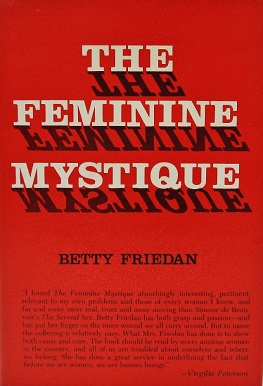 THE
FEMININE
MYSTIQUE
BETTY FRIEDAN
"I found The Feminine Mystique absorbingly interesting, pertinent,
relevant to my own problems and those of every woman I know, and
far and away more real, truer and more moving than Simone de Beau-
voir's The Second Sex. Betty Friedan has both grasp and passion—and
has put her finger on the inner wound we all carry around. But to name
the suffering is relatively easy. What Mrs. Friedan has done is to show
both cause and cure. The book should be read by every anxious woman
in the country, and all of us are troubled about ourselves and where
we belong. She has done a great service in underlining the fact that
before we are women, we are human beings."
—Virgilia Peterson.